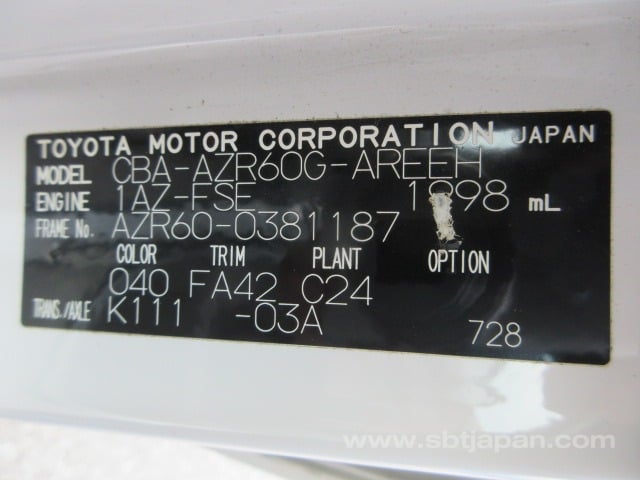 TOYOTA MOTOR CORPORATION JAPAN
MODEL CBA-AZR60G-AREEH
ENGINE 1AZ-FSE 1998 mL
FRAME No. AZR60-0381187
COLOR TRIM PLANT OPTION
040 FA42 C24
TRANS./AXLE K111 -03A
728
www.sbtjapan.com